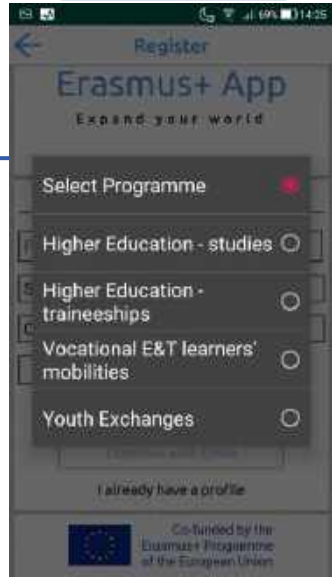 69% 14:25
Register
Erasmus+ App
Expand your world
Select Programme
Higher Education - studies
Higher Education -
traineeships
Vocational E&T learners'
mobilities
Youth Exchanges
I already have a profile
Co-funded by the
Erasmus+ Programme
of the European Union